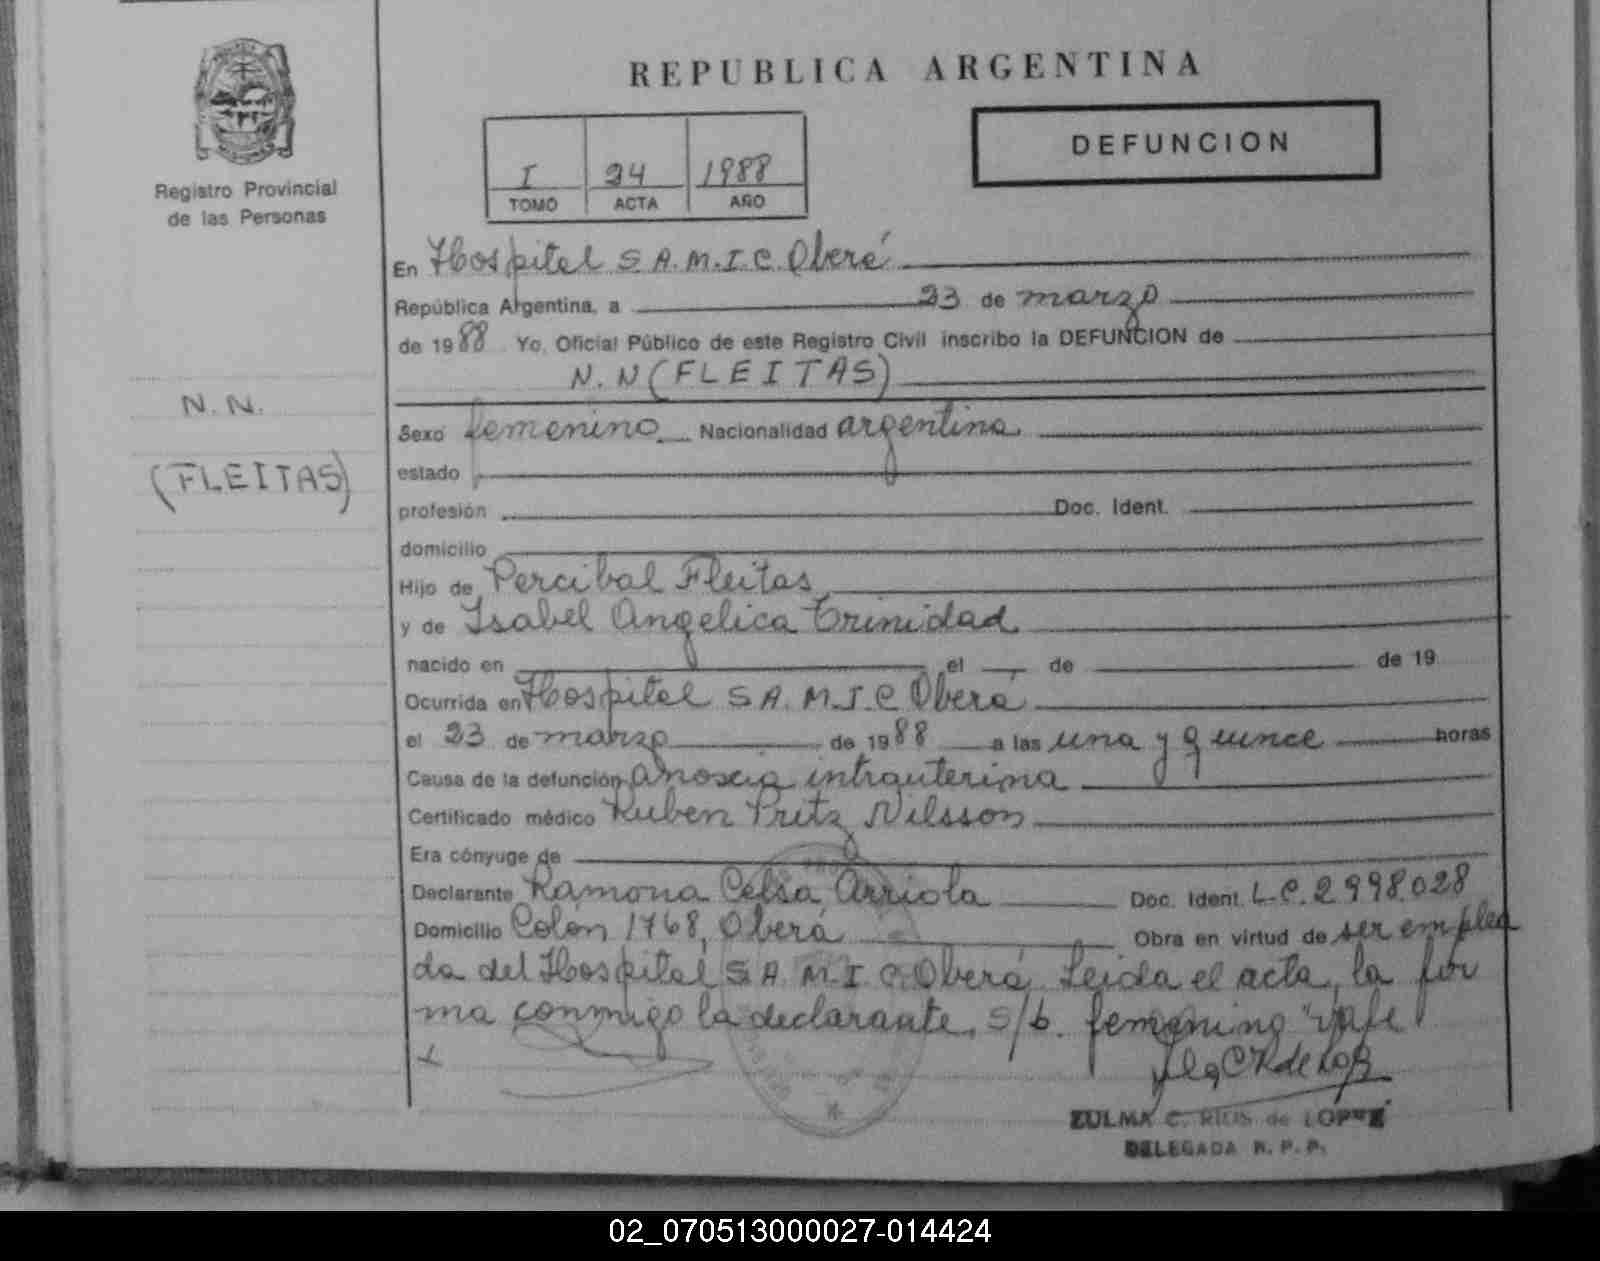 REPUBLICA ARGENTINA
Registro Provincial
de las Personas
I 24 1988
TOMO ACTA AÑO
DEFUNCION
En Hospital S A.M.I.C. Oberá
República Argentina, a 23 de marzo
de 1988 Yo, Oficial Público de este Registro Civil inscribo la DEFUNCION de
N.N (FLEITAS)
N.N.
(FLEITAS)
Sexo femenino Nacionalidad argentina
estado
profesión Doc. Ident.
domicilio
Hijo de Percibal Fleitas
y de Isabel Angelica Trinidad
nacido en el de de 19
Ocurrida en Hospital S A.M.I.C Oberá
el 23 de marzo de 1988 a las una y quince horas
Causa de la defunción anoxia intrauterina
Certificado médico Ruben Fritz Nilsson
Era cónyuge de
Declarante Ramona Celsa Arriola Doc. Ident. L.C. 2998.028
Domicilio Colón 1768, Oberá Obra en virtud de ser emplea
da del Hospital S A.M.I.C. Oberá Leida el acta, la fir
ma conmigo la declarante. S/b. femenino "vale"
ZULMA C. RIOS de LOPEZ
DELEGADA R.P.P.
02_070513000027-014424